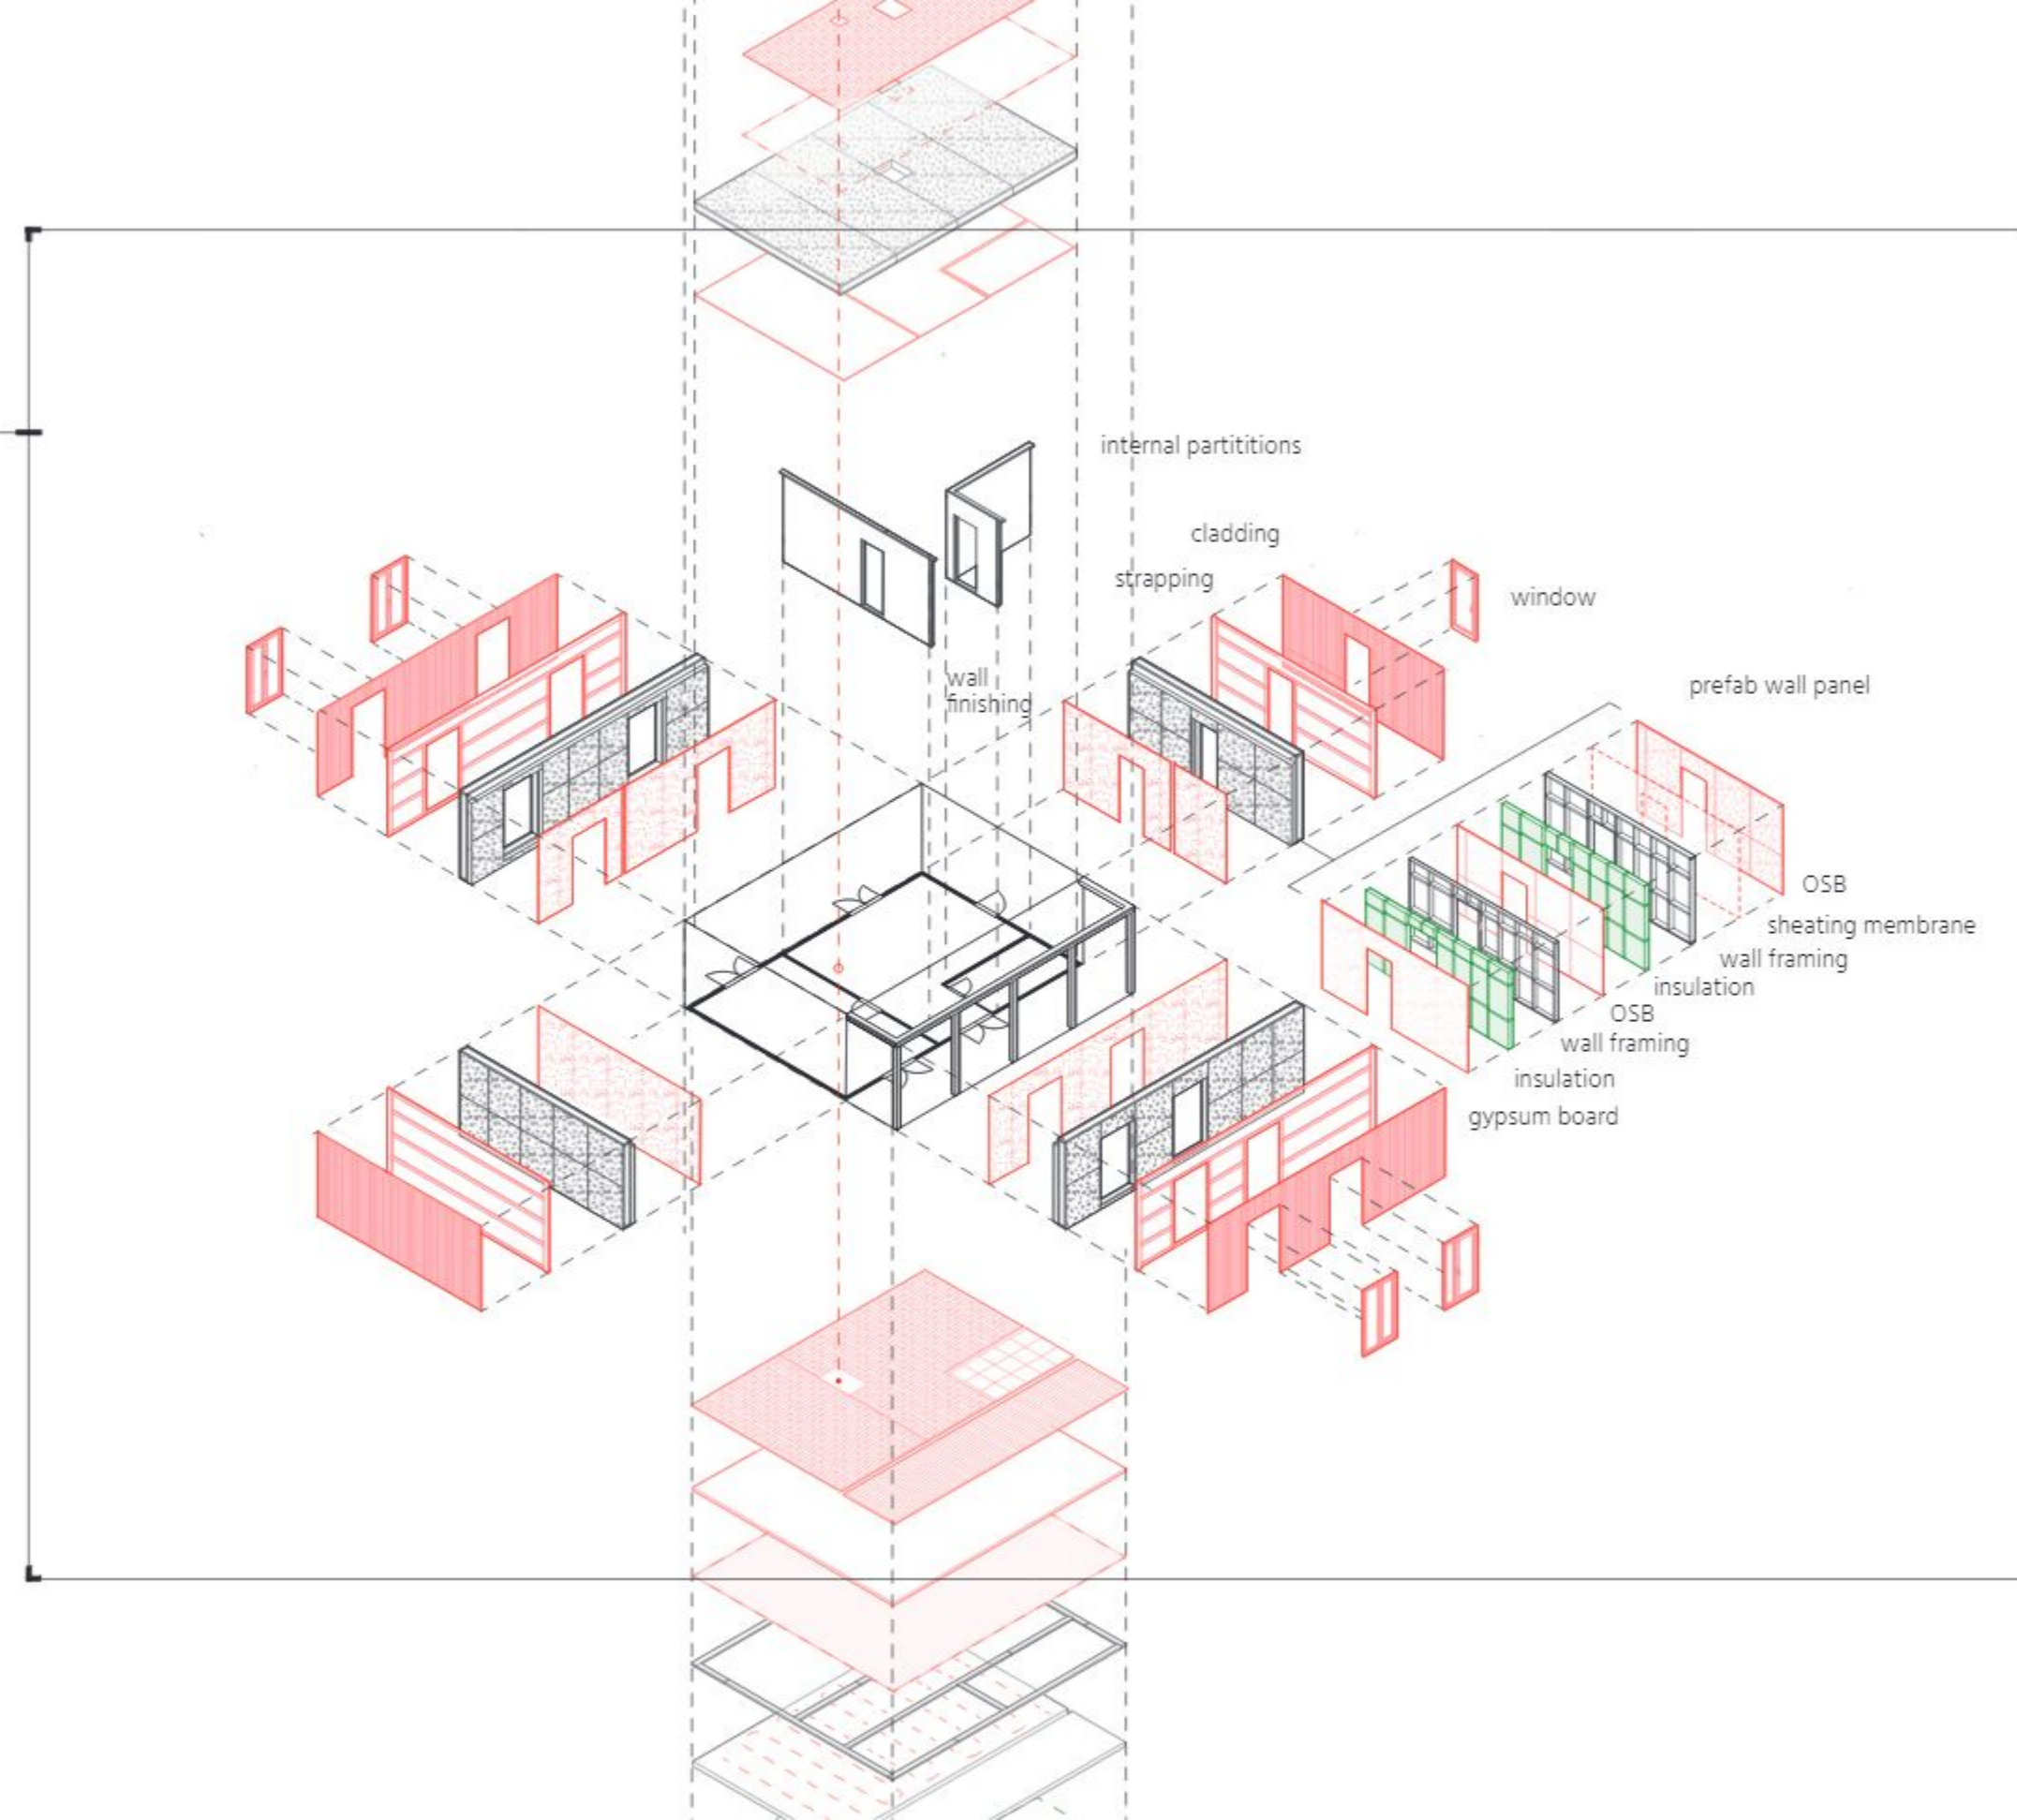 internal partititions
cladding
strapping
window
wall
finishing
prefab wall panel
OSB
sheating membrane
wall framing
insulation
OSB
wall framing
insulation
gypsum board